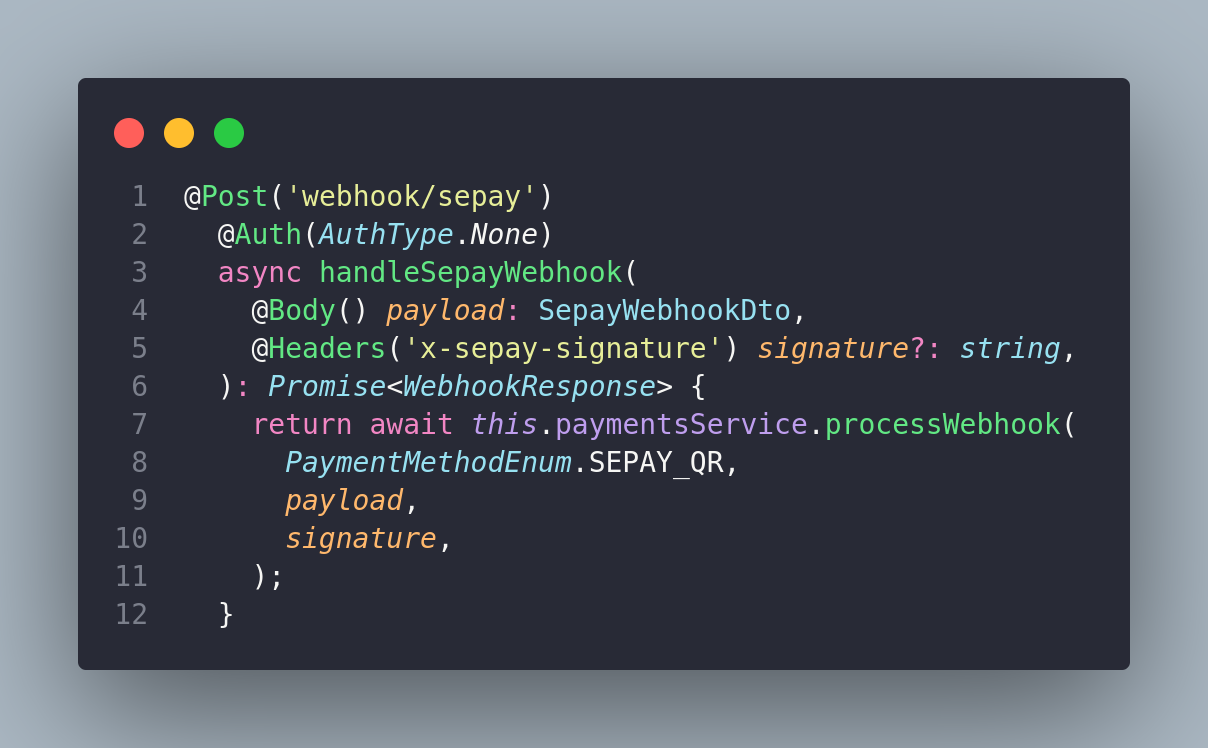 1 @Post('webhook/sepay')
2   @Auth(AuthType.None)
3   async handleSepayWebhook(
4     @Body() payload: SepayWebhookDto,
5     @Headers('x-sepay-signature') signature?: string,
6   ): Promise<WebhookResponse> {
7     return await this.paymentsService.processWebhook(
8       PaymentMethodEnum.SEPAY_QR,
9       payload,
10       signature,
11     );
12   }